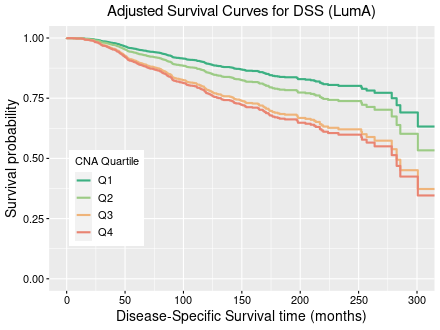 Adjusted Survival Curves for DSS (LumA)
Survival probability
1.00
0.75
0.50
0.25
0.00
CNA Quartile
Q1
Q2
Q3
Q4
0 50 100 150 200 250 300
Disease-Specific Survival time (months)